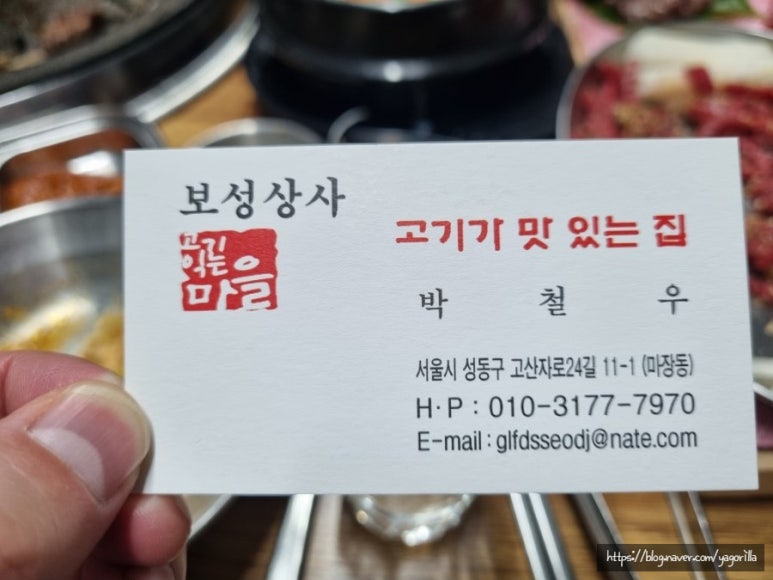 보성상사
고기
익는
마을
고기가 맛 있는 집
박 철 우
서울시 성동구 고산자로24길 11-1 (마장동)
H·P : 010-3177-7970
E-mail : glfdsseodj@nate.com
https://blog.naver.com/yagorilla